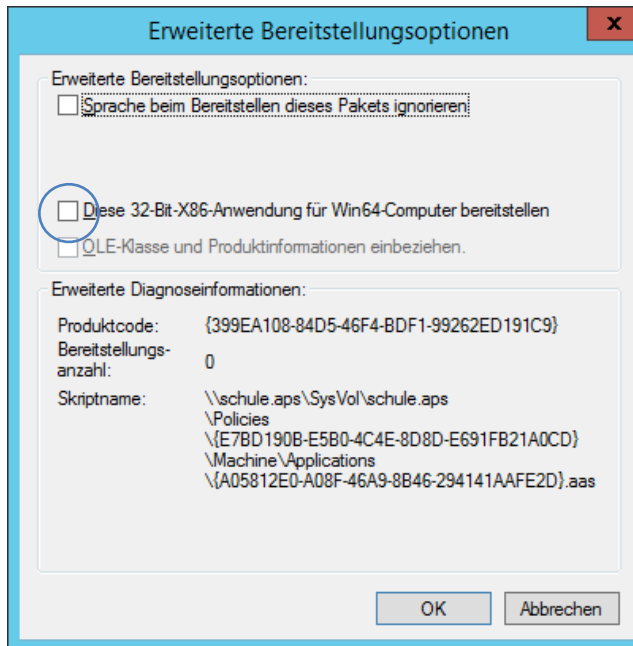 Erweiterte Bereitstellungsoptionen
x
Erweiterte Bereitstellungsoptionen:
Sprache beim Bereitstellen dieses Pakets ignorieren
Diese 32-Bit-X86-Anwendung für Win64-Computer bereitstellen
OLE-Klasse und Produktinformationen einbeziehen.
Erweiterte Diagnoseinformationen:
Produktcode: {399EA108-84D5-46F4-BDF1-99262ED191C9}
Bereitstellungs-
anzahl: 0
Skriptname: \\schule.aps\SysVol\schule.aps
\Policies
\{E7BD190B-E5B0-4C4E-8D8D-E691FB21A0CD}
\Machine\Applications
\{A05812E0-A08F-46A9-8B46-294141AAFE2D}.aas
OK Abbrechen